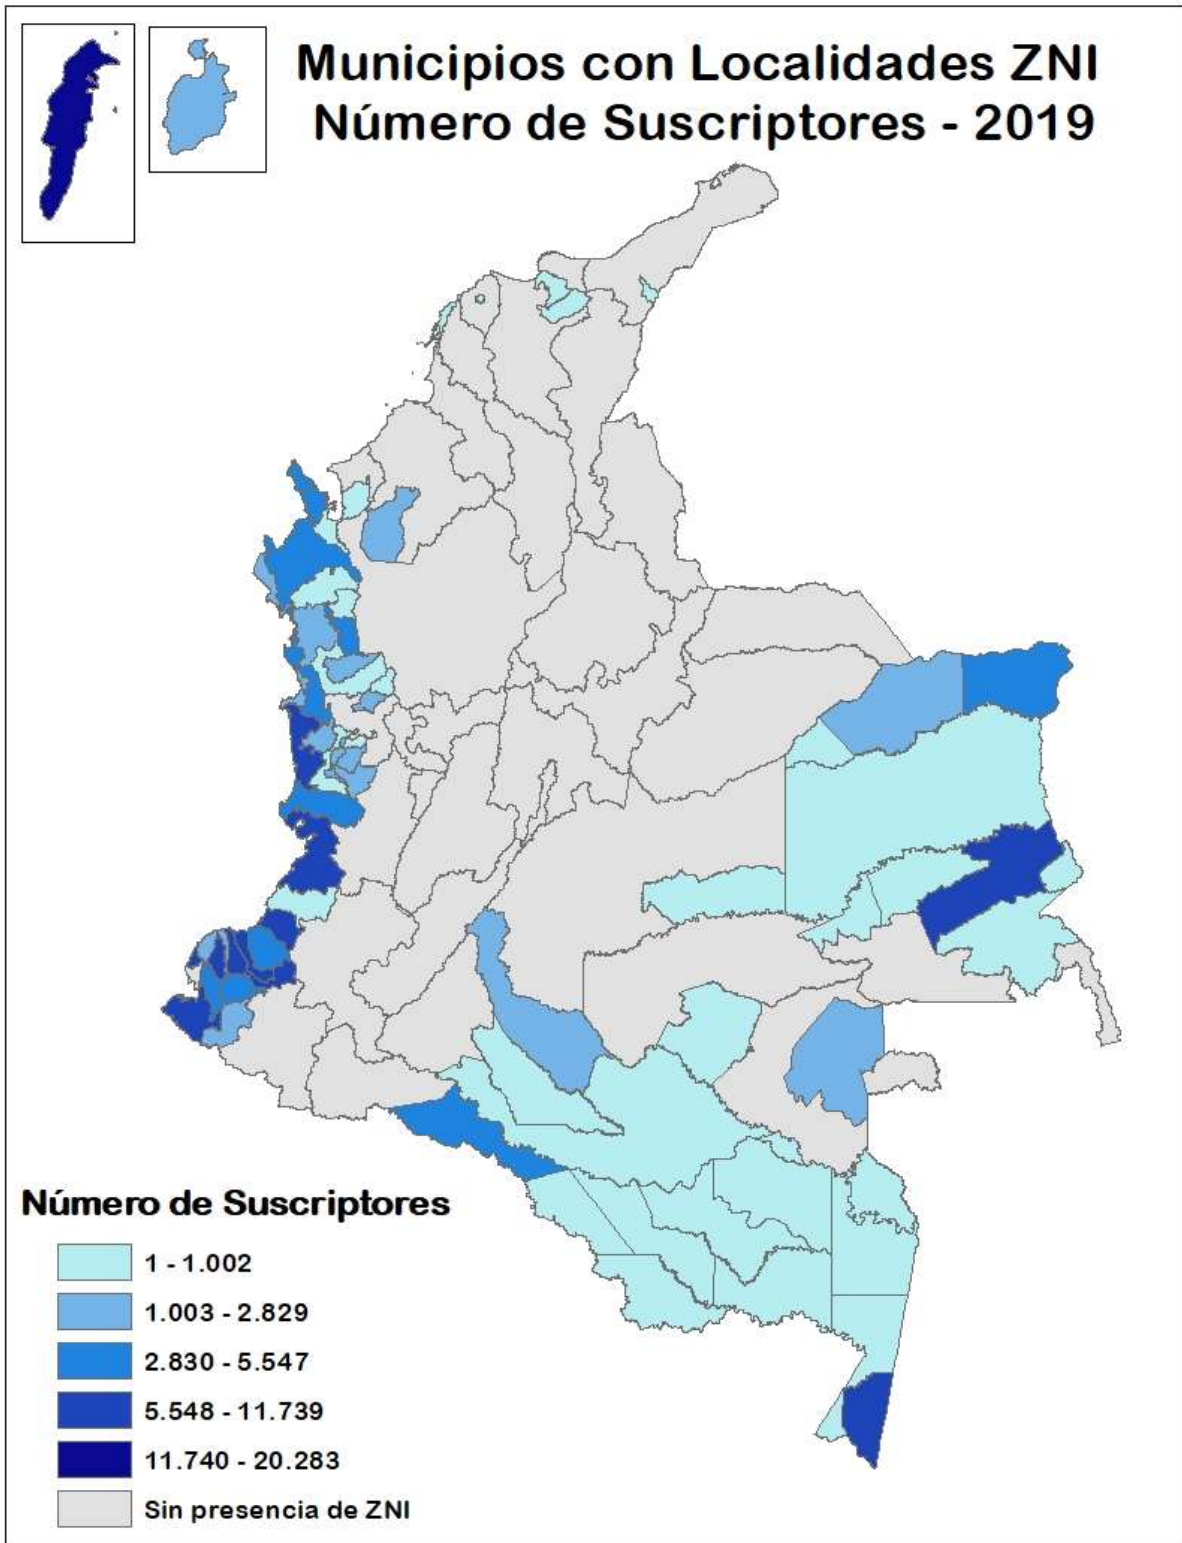 Municipios con Localidades ZNI
Número de Suscriptores - 2019
Número de Suscriptores
1 - 1.002
1.003 - 2.829
2.830 - 5.547
5.548 - 11.739
11.740 - 20.283
Sin presencia de ZNI